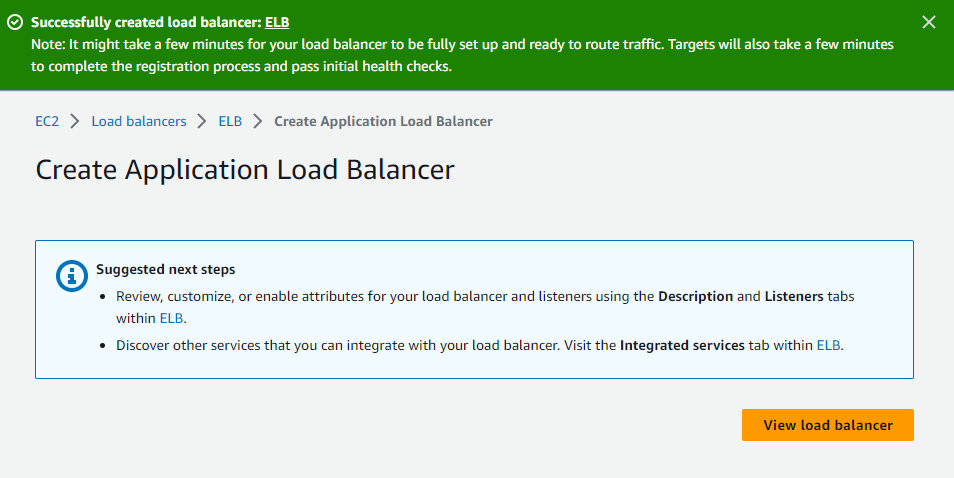 Successfully created load balancer: ELB
Note: It might take a few minutes for your load balancer to be fully set up and ready to route traffic. Targets will also take a few minutes
to complete the registration process and pass initial health checks.
EC2 > Load balancers > ELB > Create Application Load Balancer
Create Application Load Balancer
Suggested next steps
• Review, customize, or enable attributes for your load balancer and listeners using the Description and Listeners tabs
within ELB.
• Discover other services that you can integrate with your load balancer. Visit the Integrated services tab within ELB.
View load balancer